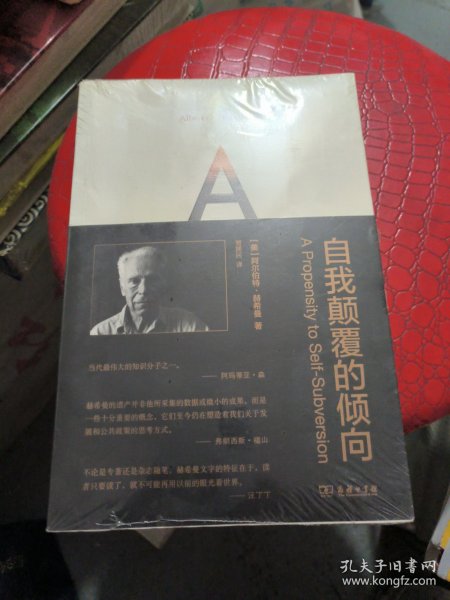 A
自我颠覆的倾向
A Propensity to Self-Subversion
[美]阿尔伯特·赫希曼 著
贾拥民 译
当代最伟大的知识分子之一。
——阿玛蒂亚·森
赫希曼的遗产并非他所采集的数据或缩小的成果,而是
一些十分重要的概念,它们至今仍在塑造着我们关于发
展和公共政策的思考方式。
——弗朗西斯·福山
不论是专著还是杂志随笔,赫希曼文字的特征在于,读
者只要读了,就不可能再用以前的眼光看世界。
——汪丁丁
商务印书馆
The Commercial Press
孔夫子旧书网
www.kongfz.com